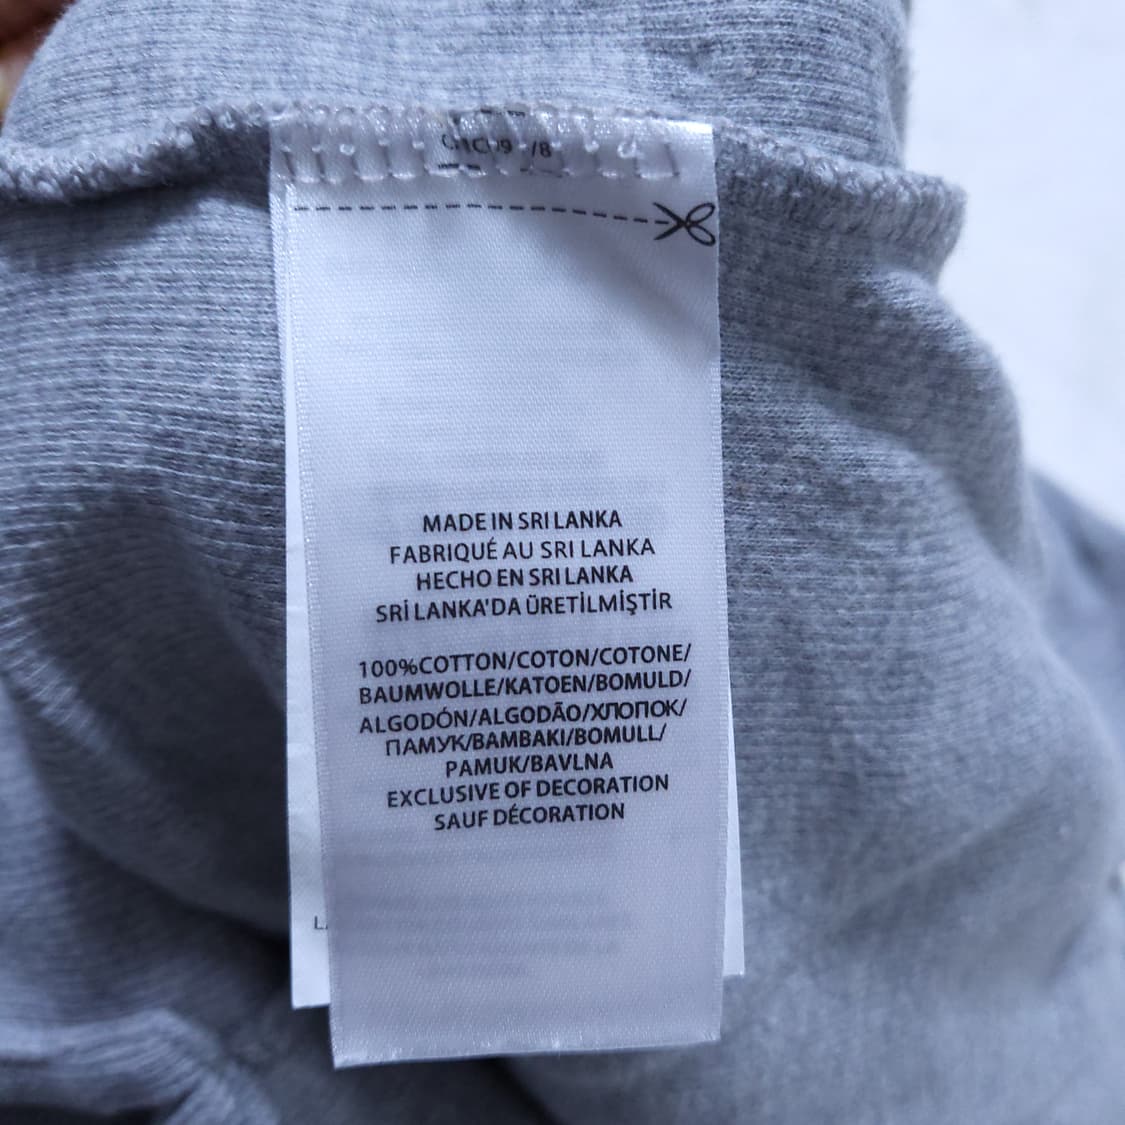 MADE IN SRI LANKA
FABRIQUÉ AU SRI LANKA
HECHO EN SRI LANKA
SRİ LANKA'DA ÜRETİLMİŞTİR
100%COTTON/COTON/COTONE/
BAUMWOLLE/KATOEN/BOMULD/
ALGODÓN/ALGODÃO/ХЛОПОК/
ПАМУК/BAMBAKI/BOMULL/
PAMUK/BAVLNA
EXCLUSIVE OF DECORATION
SAUF DÉCORATION